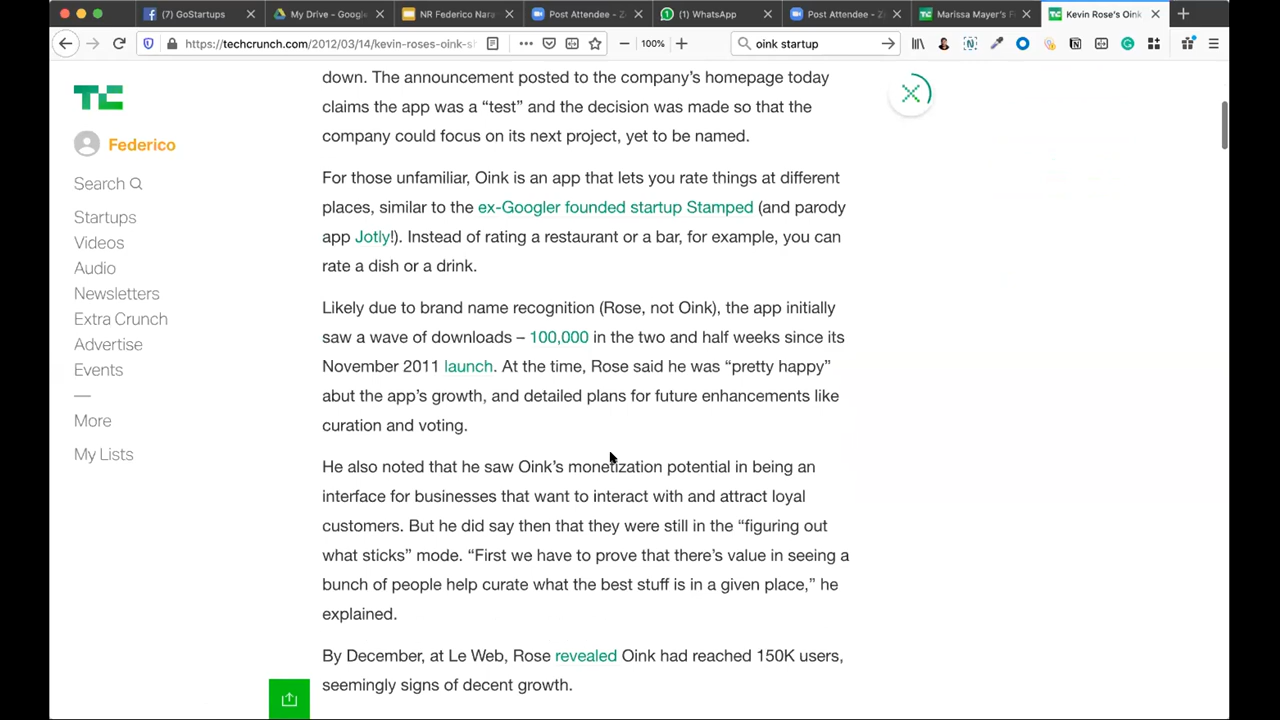 (7) GoStartups
My Drive - Google
NR Federico Nara
Post Attendee - Z
(1) WhatsApp
Post Attendee - Z
Marissa Mayer's F
Kevin Rose's Oink
https://techcrunch.com/2012/03/14/kevin-roses-oink-s
100%
oink startup
TC
Federico
Search
Startups
Videos
Audio
Newsletters
Extra Crunch
Advertise
Events
—
More
My Lists
down. The announcement posted to the company's homepage today
claims the app was a “test” and the decision was made so that the
company could focus on its next project, yet to be named.
For those unfamiliar, Oink is an app that lets you rate things at different
places, similar to the ex-Googler founded startup Stamped (and parody
app Jotly!). Instead of rating a restaurant or a bar, for example, you can
rate a dish or a drink.
Likely due to brand name recognition (Rose, not Oink), the app initially
saw a wave of downloads – 100,000 in the two and half weeks since its
November 2011 launch. At the time, Rose said he was “pretty happy”
abut the app's growth, and detailed plans for future enhancements like
curation and voting.
He also noted that he saw Oink's monetization potential in being an
interface for businesses that want to interact with and attract loyal
customers. But he did say then that they were still in the “figuring out
what sticks” mode. “First we have to prove that there's value in seeing a
bunch of people help curate what the best stuff is in a given place,” he
explained.
By December, at Le Web, Rose revealed Oink had reached 150K users,
seemingly signs of decent growth.